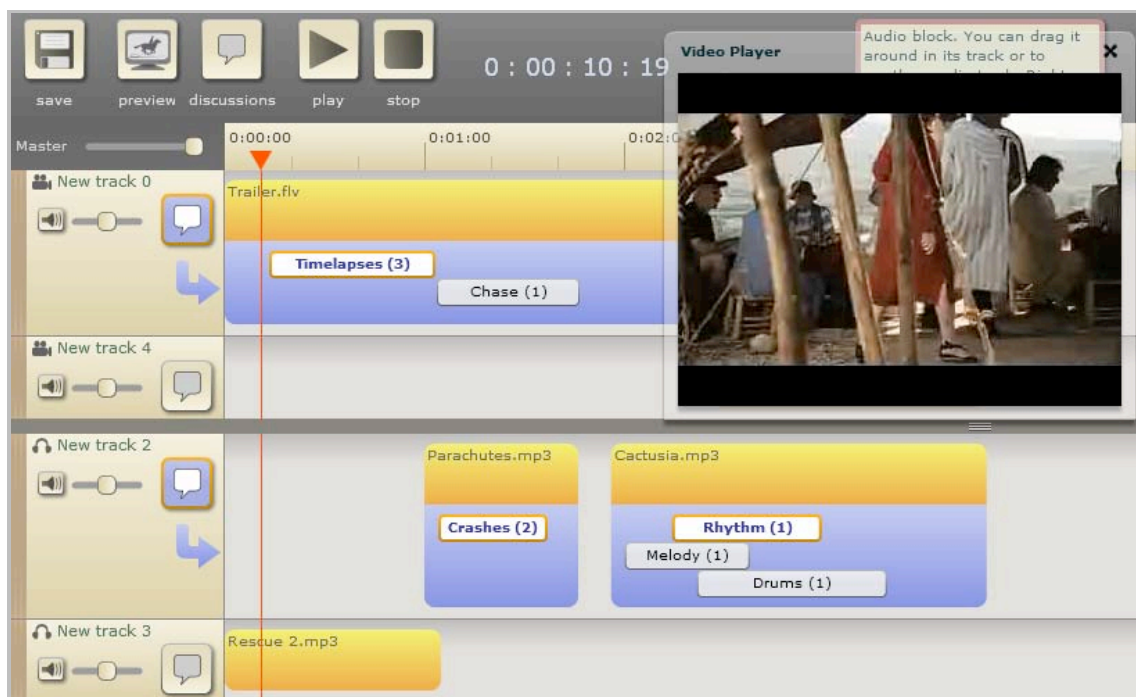 save
preview
discussions
play
stop
0 : 00 : 10 : 19
Video Player
Audio block. You can drag it
around in its track or to
Master
0:00:00
0:01:00
0:02:0
New track 0
Trailer.flv
Timelapses (3)
Chase (1)
New track 4
New track 2
Parachutes.mp3
Cactusia.mp3
Crashes (2)
Rhythm (1)
Melody (1)
Drums (1)
New track 3
Rescue 2.mp3